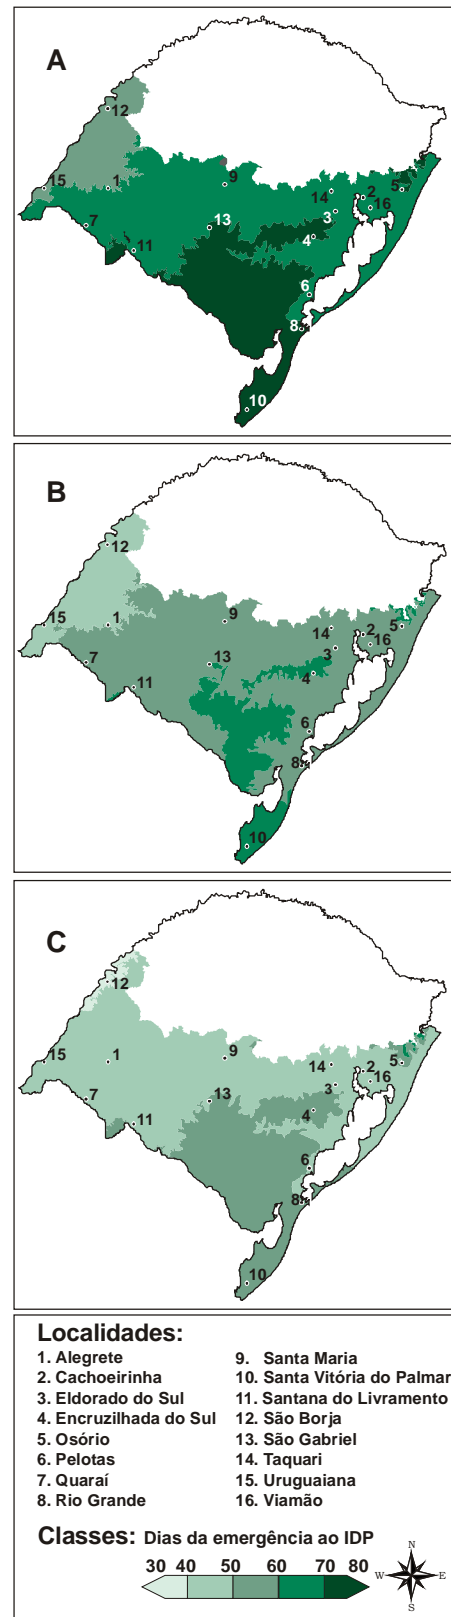 A
12
15
1
9
14
2
5
16
3
7
13
11
4
6
8
10
B
12
15
1
9
14
2
5
16
3
7
13
4
11
6
8
10
C
12
15
1
9
14
2
5
16
3
7
13
11
4
6
8
10
Localidades:
1. Alegrete
2. Cachoeirinha
3. Eldorado do Sul
4. Encruzilhada do Sul
5. Osório
6. Pelotas
7. Quaraí
8. Rio Grande
9. Santa Maria
10. Santa Vitória do Palmar
11. Santana do Livramento
12. São Borja
13. São Gabriel
14. Taquari
15. Uruguaiana
16. Viamão
Classes: Dias da emergência ao IDP
30 40 50 60 70 80
N
W E
S